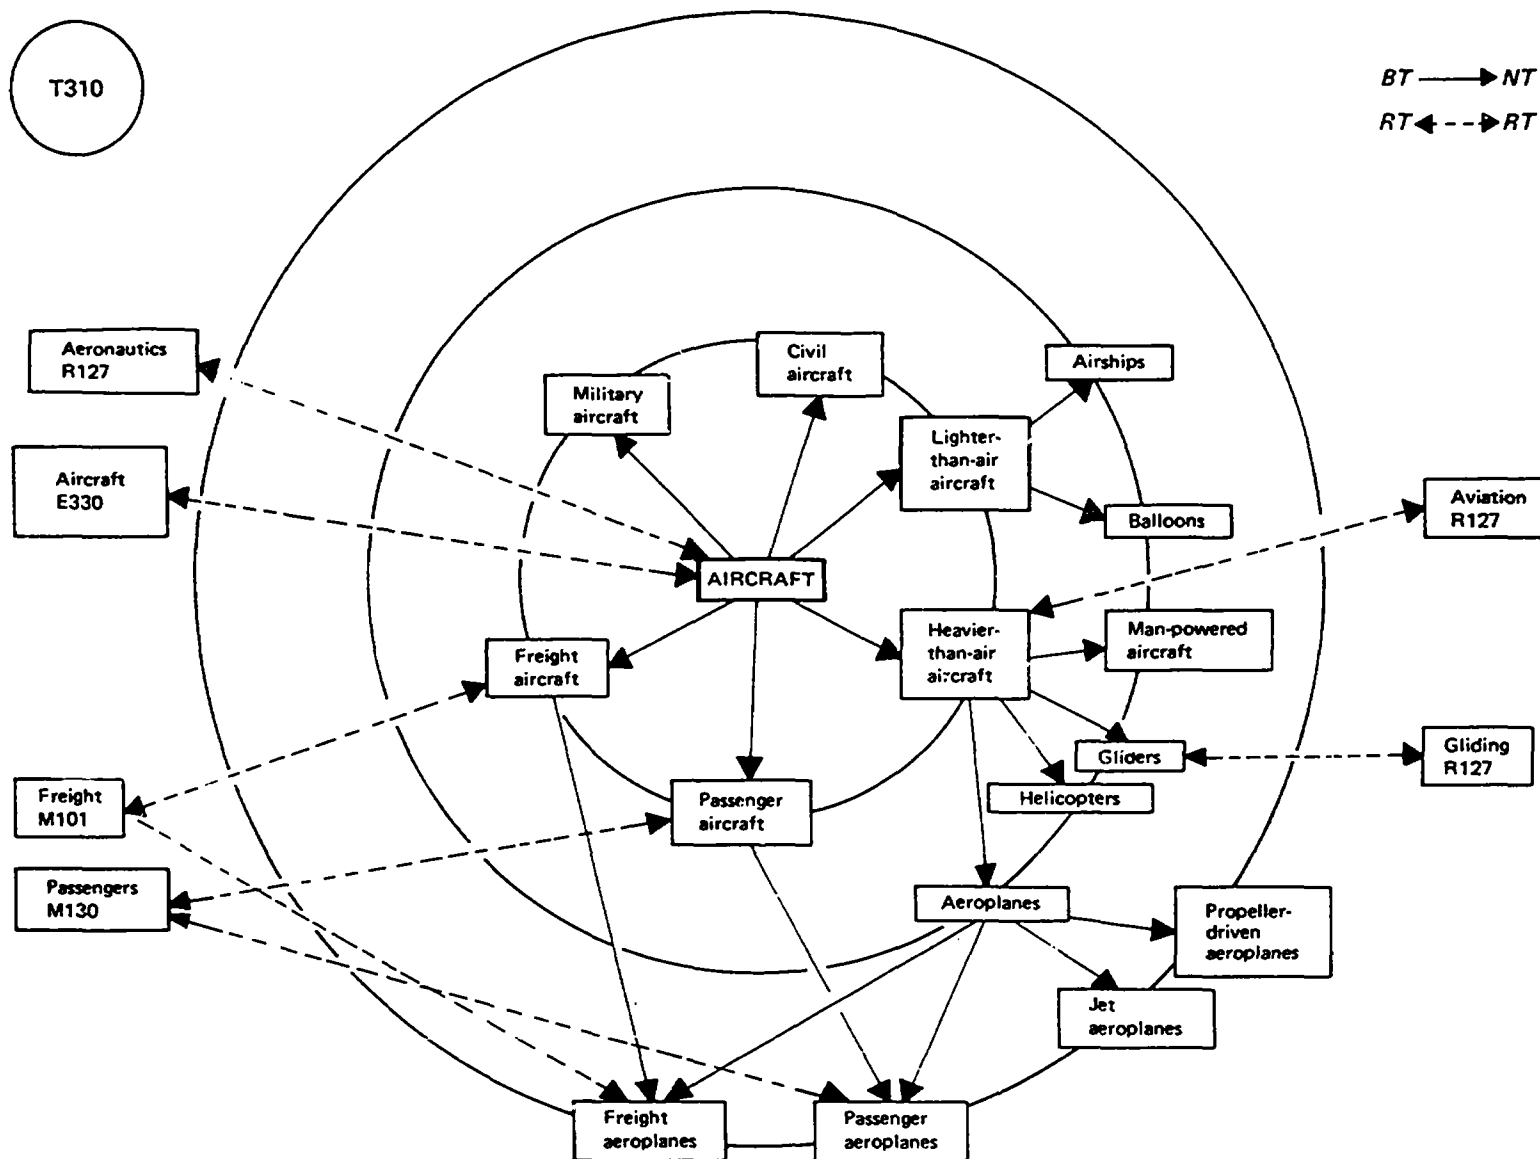 T310
BT NT
RT RT
Aeronautics
R127
Civil
aircraft
Airships
Military
aircraft
Lighter-
than-air
aircraft
Aircraft
E330
Aviation
R127
Balloons
AIRCRAFT
Heavier-
than-air
aircraft
Man-powered
aircraft
Freight
aircraft
Gliders
Gliding
R127
Freight
M101
Passenger
aircraft
Helicopters
Passengers
M130
Aeroplanes
Propeller-
driven
aeroplanes
Jet
aeroplanes
Freight
aeroplanes
Passenger
aeroplanes